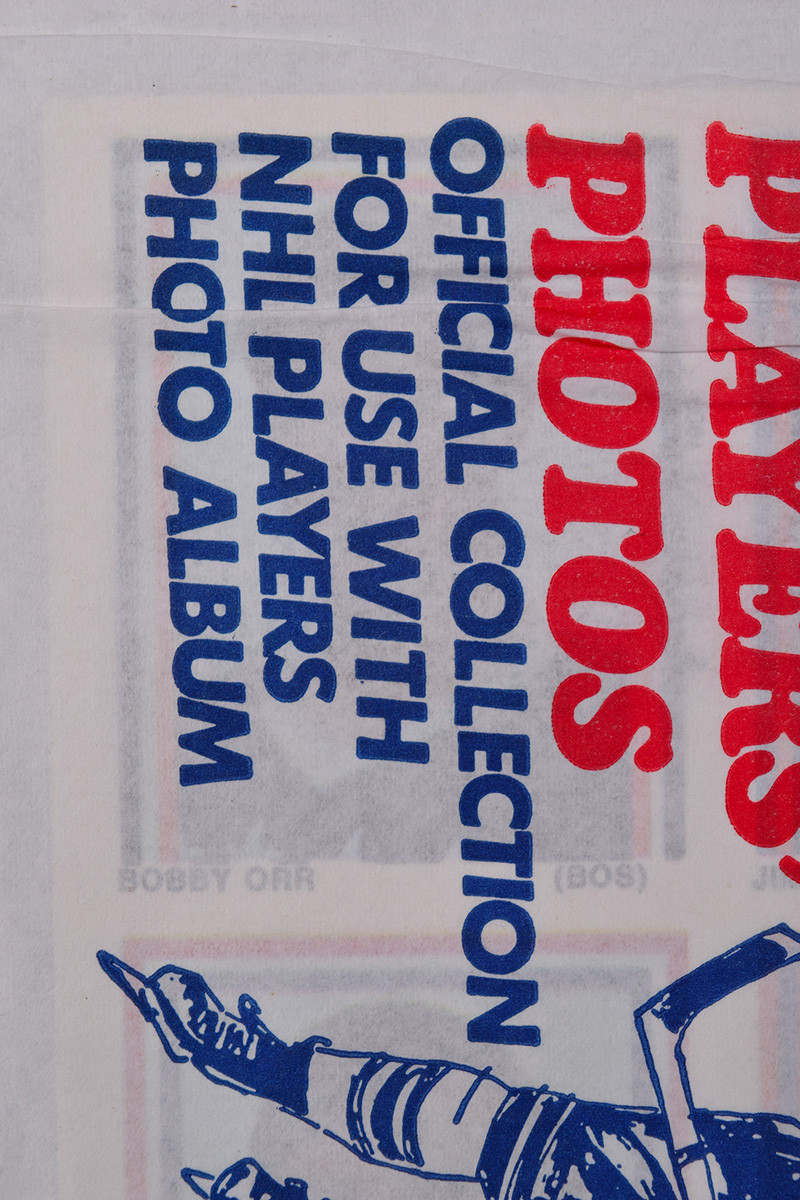 PLAYERS'
PHOTOS
OFFICIAL COLLECTION
FOR USE WITH
NHL PLAYERS
PHOTO ALBUM
BOBBY ORR (BOS)